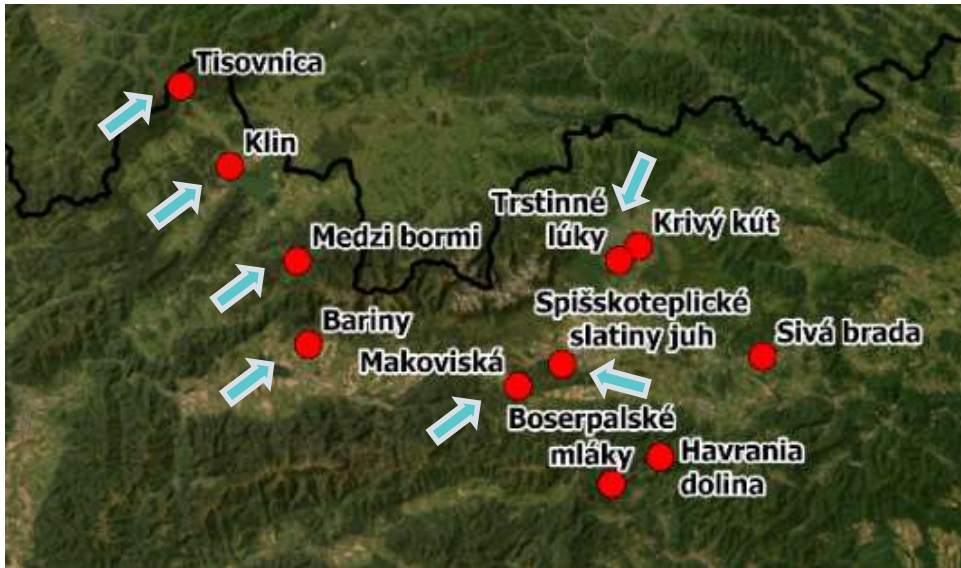 Tisovnica
Klin
Trstinné
lúky
Krivý kút
Medzi bormi
Spišskoteplické
slatiny juh
Bariny
Sivá brada
Makoviská
Boserpalské
mláky
Havrania
dolina